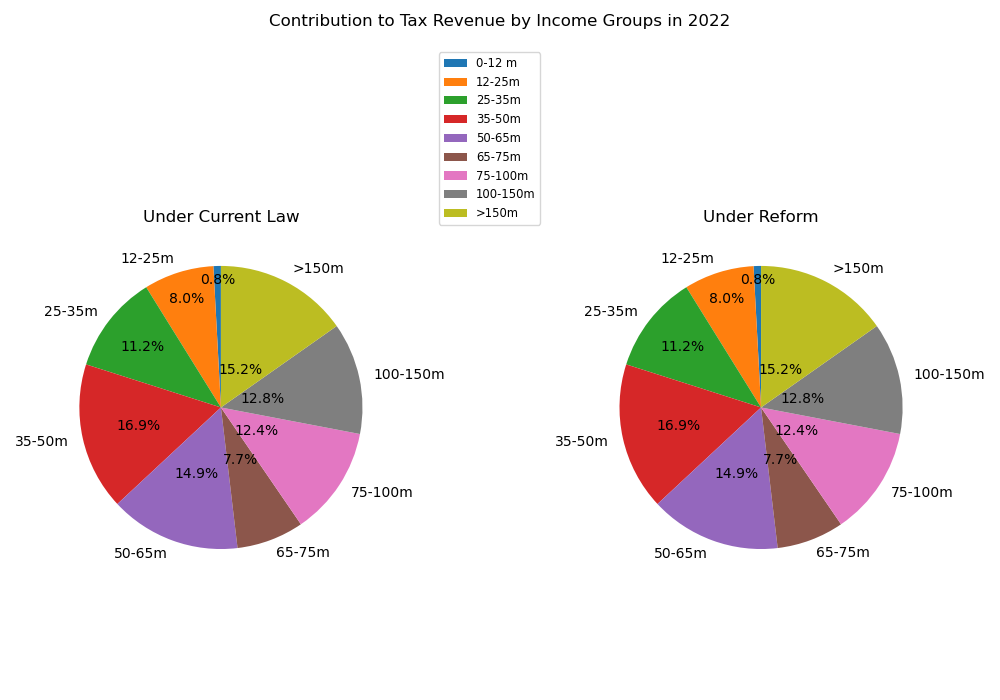 Contribution to Tax Revenue by Income Groups in 2022
0-12 m
12-25m
25-35m
35-50m
50-65m
65-75m
75-100m
100-150m
>150m
Under Current Law
12-25m
>150m
0.8%
8.0%
25-35m
11.2%
15.2%
100-150m
12.8%
16.9%
12.4%
35-50m
7.7%
14.9%
75-100m
50-65m
65-75m
Under Reform
12-25m
>150m
0.8%
8.0%
25-35m
11.2%
15.2%
100-150m
12.8%
16.9%
12.4%
35-50m
7.7%
14.9%
75-100m
50-65m
65-75m